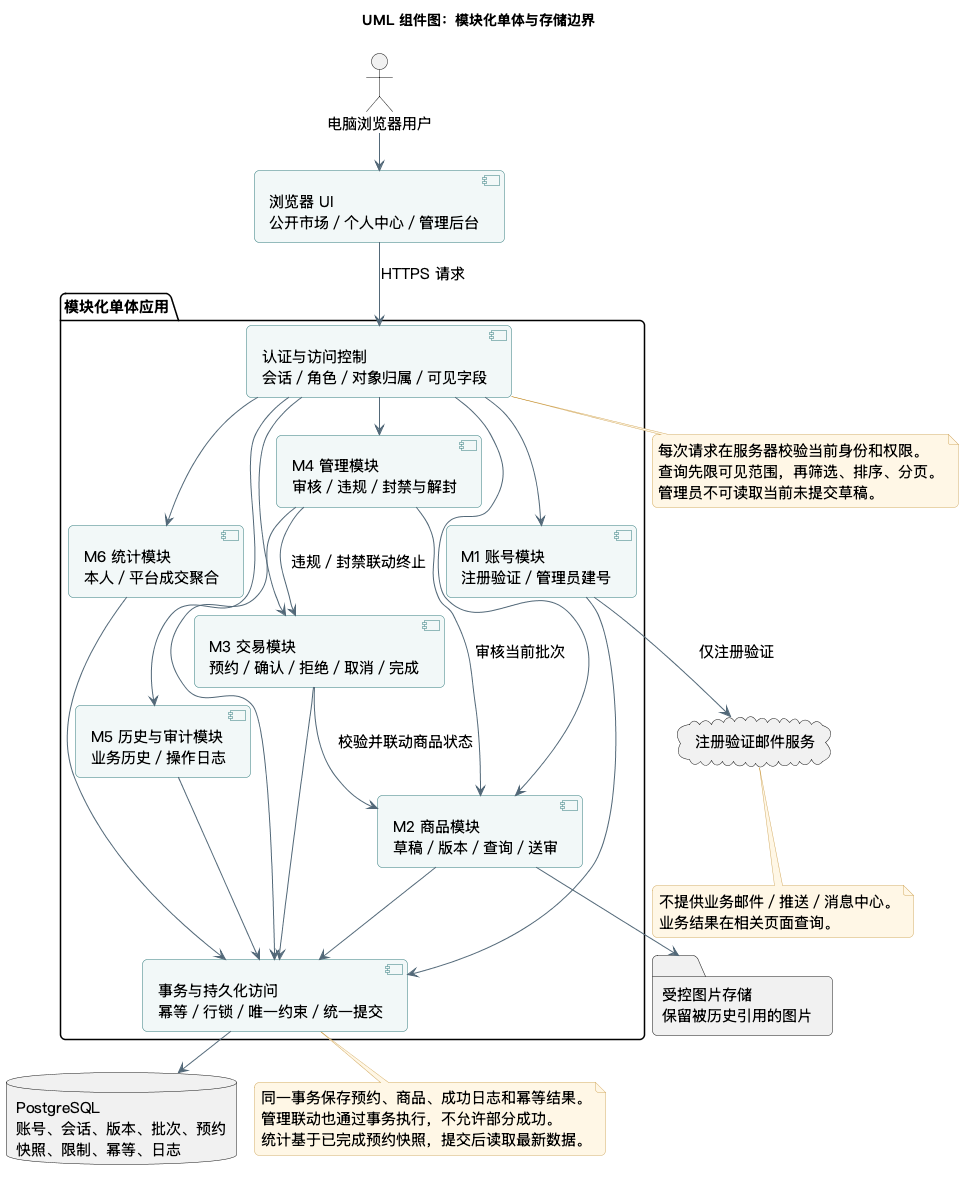 UML 组件图：模块化单体与存储边界
电脑浏览器用户
浏览器 UI
公开市场 / 个人中心 / 管理后台
HTTPS 请求
模块化单体应用
认证与访问控制
会话 / 角色 / 对象归属 / 可见字段
每次请求在服务器校验当前身份和权限。
查询先限可见范围，再筛选、排序、分页。
管理员不可读取当前未提交草稿。
M4 管理模块
审核 / 违规 / 封禁与解封
M6 统计模块
本人 / 平台成交聚合
违规 / 封禁联动终止
M1 账号模块
注册验证 / 管理员建号
M3 交易模块
预约 / 确认 / 拒绝 / 取消 / 完成
审核当前批次
仅注册验证
M5 历史与审计模块
业务历史 / 操作日志
校验并联动商品状态
注册验证邮件服务
M2 商品模块
草稿 / 版本 / 查询 / 送审
不提供业务邮件 / 推送 / 消息中心。
业务结果在相关页面查询。
事务与持久化访问
幂等 / 行锁 / 唯一约束 / 统一提交
受控图片存储
保留被历史引用的图片
PostgreSQL
账号、会话、版本、批次、预约
快照、限制、幂等、日志
同一事务保存预约、商品、成功日志和幂等结果。
管理联动也通过事务执行，不允许部分成功。
统计基于已完成预约快照，提交后读取最新数据。